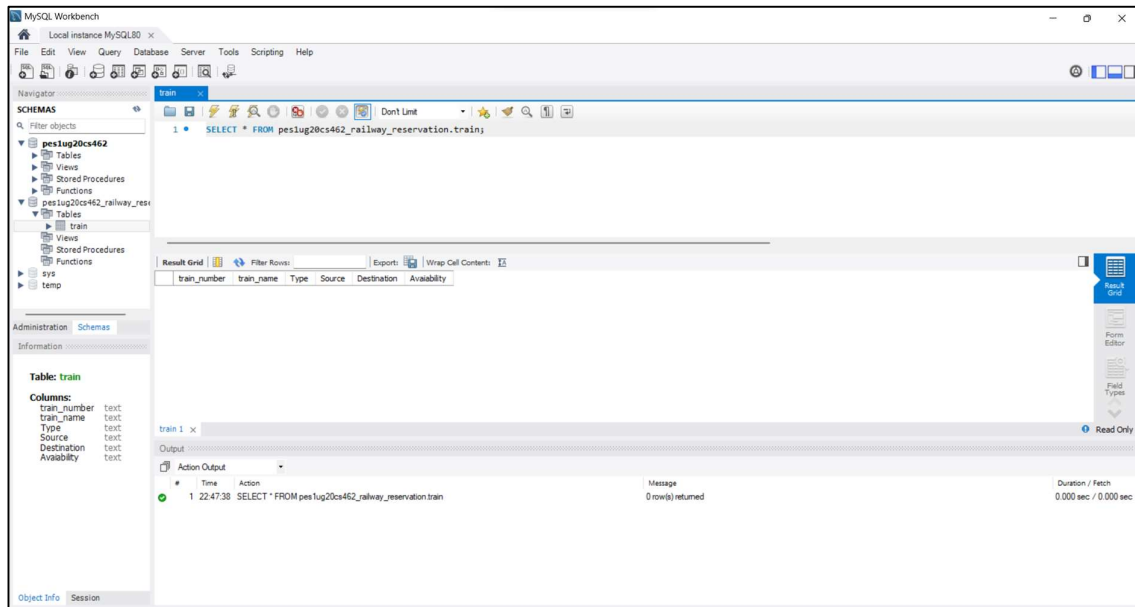 MySQL Workbench
Local instance MySQL80 ×
File Edit View Query Database Server Tools Scripting Help
Navigator
SCHEMAS
Filter objects
pes1ug20cs462
Tables
Views
Stored Procedures
Functions
pes1ug20cs462_railway_rese
Tables
train
Views
Stored Procedures
Functions
sys
temp
Administration Schemas
Information
Table: train
Columns:
train_number text
train_name text
Type text
Source text
Destination text
Avaiability text
Object Info Session
train ×
Don't Limit
1 SELECT * FROM pes1ug20cs462_railway_reservation.train;
Result Grid Filter Rows: Export: Wrap Cell Content:
train_number train_name Type Source Destination Avaiability
Result Grid
Form Editor
Field Types
train 1 × Read Only
Output
Action Output
# Time Action Message Duration / Fetch
1 22:47:38 SELECT * FROM pes1ug20cs462_railway_reservation.train 0 row(s) returned 0.000 sec / 0.000 sec